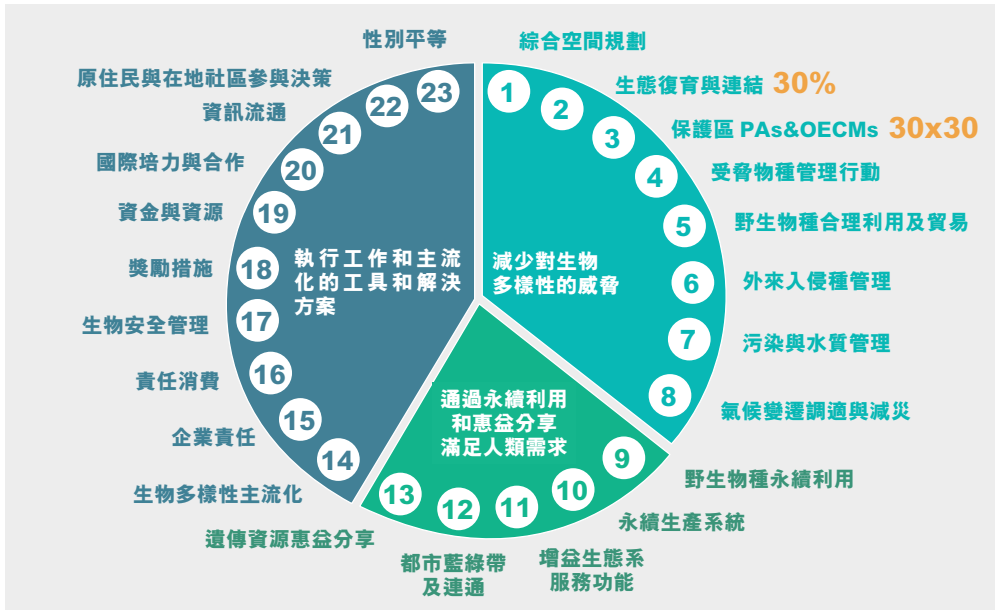 性別平等
綜合空間規劃
原住民與在地社區參與決策
生態復育與連結 30%
資訊流通
保護區 PAs&OECMs 30x30
國際培力與合作
受脅物種管理行動
資金與資源
野生物種合理利用及貿易
獎勵措施
外來入侵種管理
生物安全管理
污染與水質管理
責任消費
氣候變遷調適與減災
企業責任
野生物種永續利用
生物多樣性主流化
永續生產系統
遺傳資源惠益分享
都市藍綠帶
及連通
增益生態系
服務功能
1
2
3
4
5
6
7
8
9
10
11
12
13
14
15
16
17
18
19
20
21
22
23
執行工作和主流
化的工具和解決
方案
減少對生物
多樣性的威脅
通過永續利用
和惠益分享
滿足人類需求